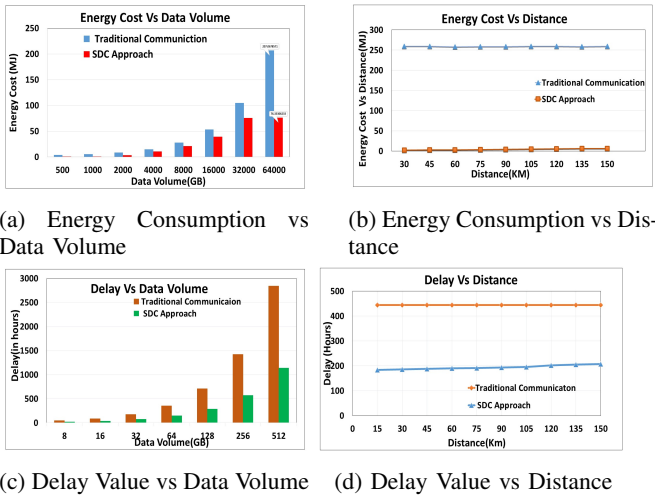 Energy Cost Vs Data Volume
Energy Cost (MJ)
250
200
150
100
50
0
Traditional Communiction
SDC Approach
500 1000 2000 4000 8000 16000 32000 64000
Data Volume(GB)
(a) Energy Consumption vs
Data Volume
Energy Cost Vs Distance
Energy Cost Vs Distance(MJ)
300
250
200
150
100
50
0
Traditional Communication
SDC Approach
30 45 60 75 90 105 120 135 150
Distance(KM)
(b) Energy Consumption vs Dis-
tance
Delay Vs Data Volume
Delay(in hours)
3000
2500
2000
1500
1000
500
0
Traditional Communicaion
SDC Approach
8 16 32 64 128 256 512
Data Volume(GB)
(c) Delay Value vs Data Volume
Delay Vs Distance
Delay (Hours)
500
400
300
200
100
0
Traditional Communicaton
SDC Approach
0 15 30 45 60 75 90 105 120 135 150
Distance(Km)
(d) Delay Value vs Distance